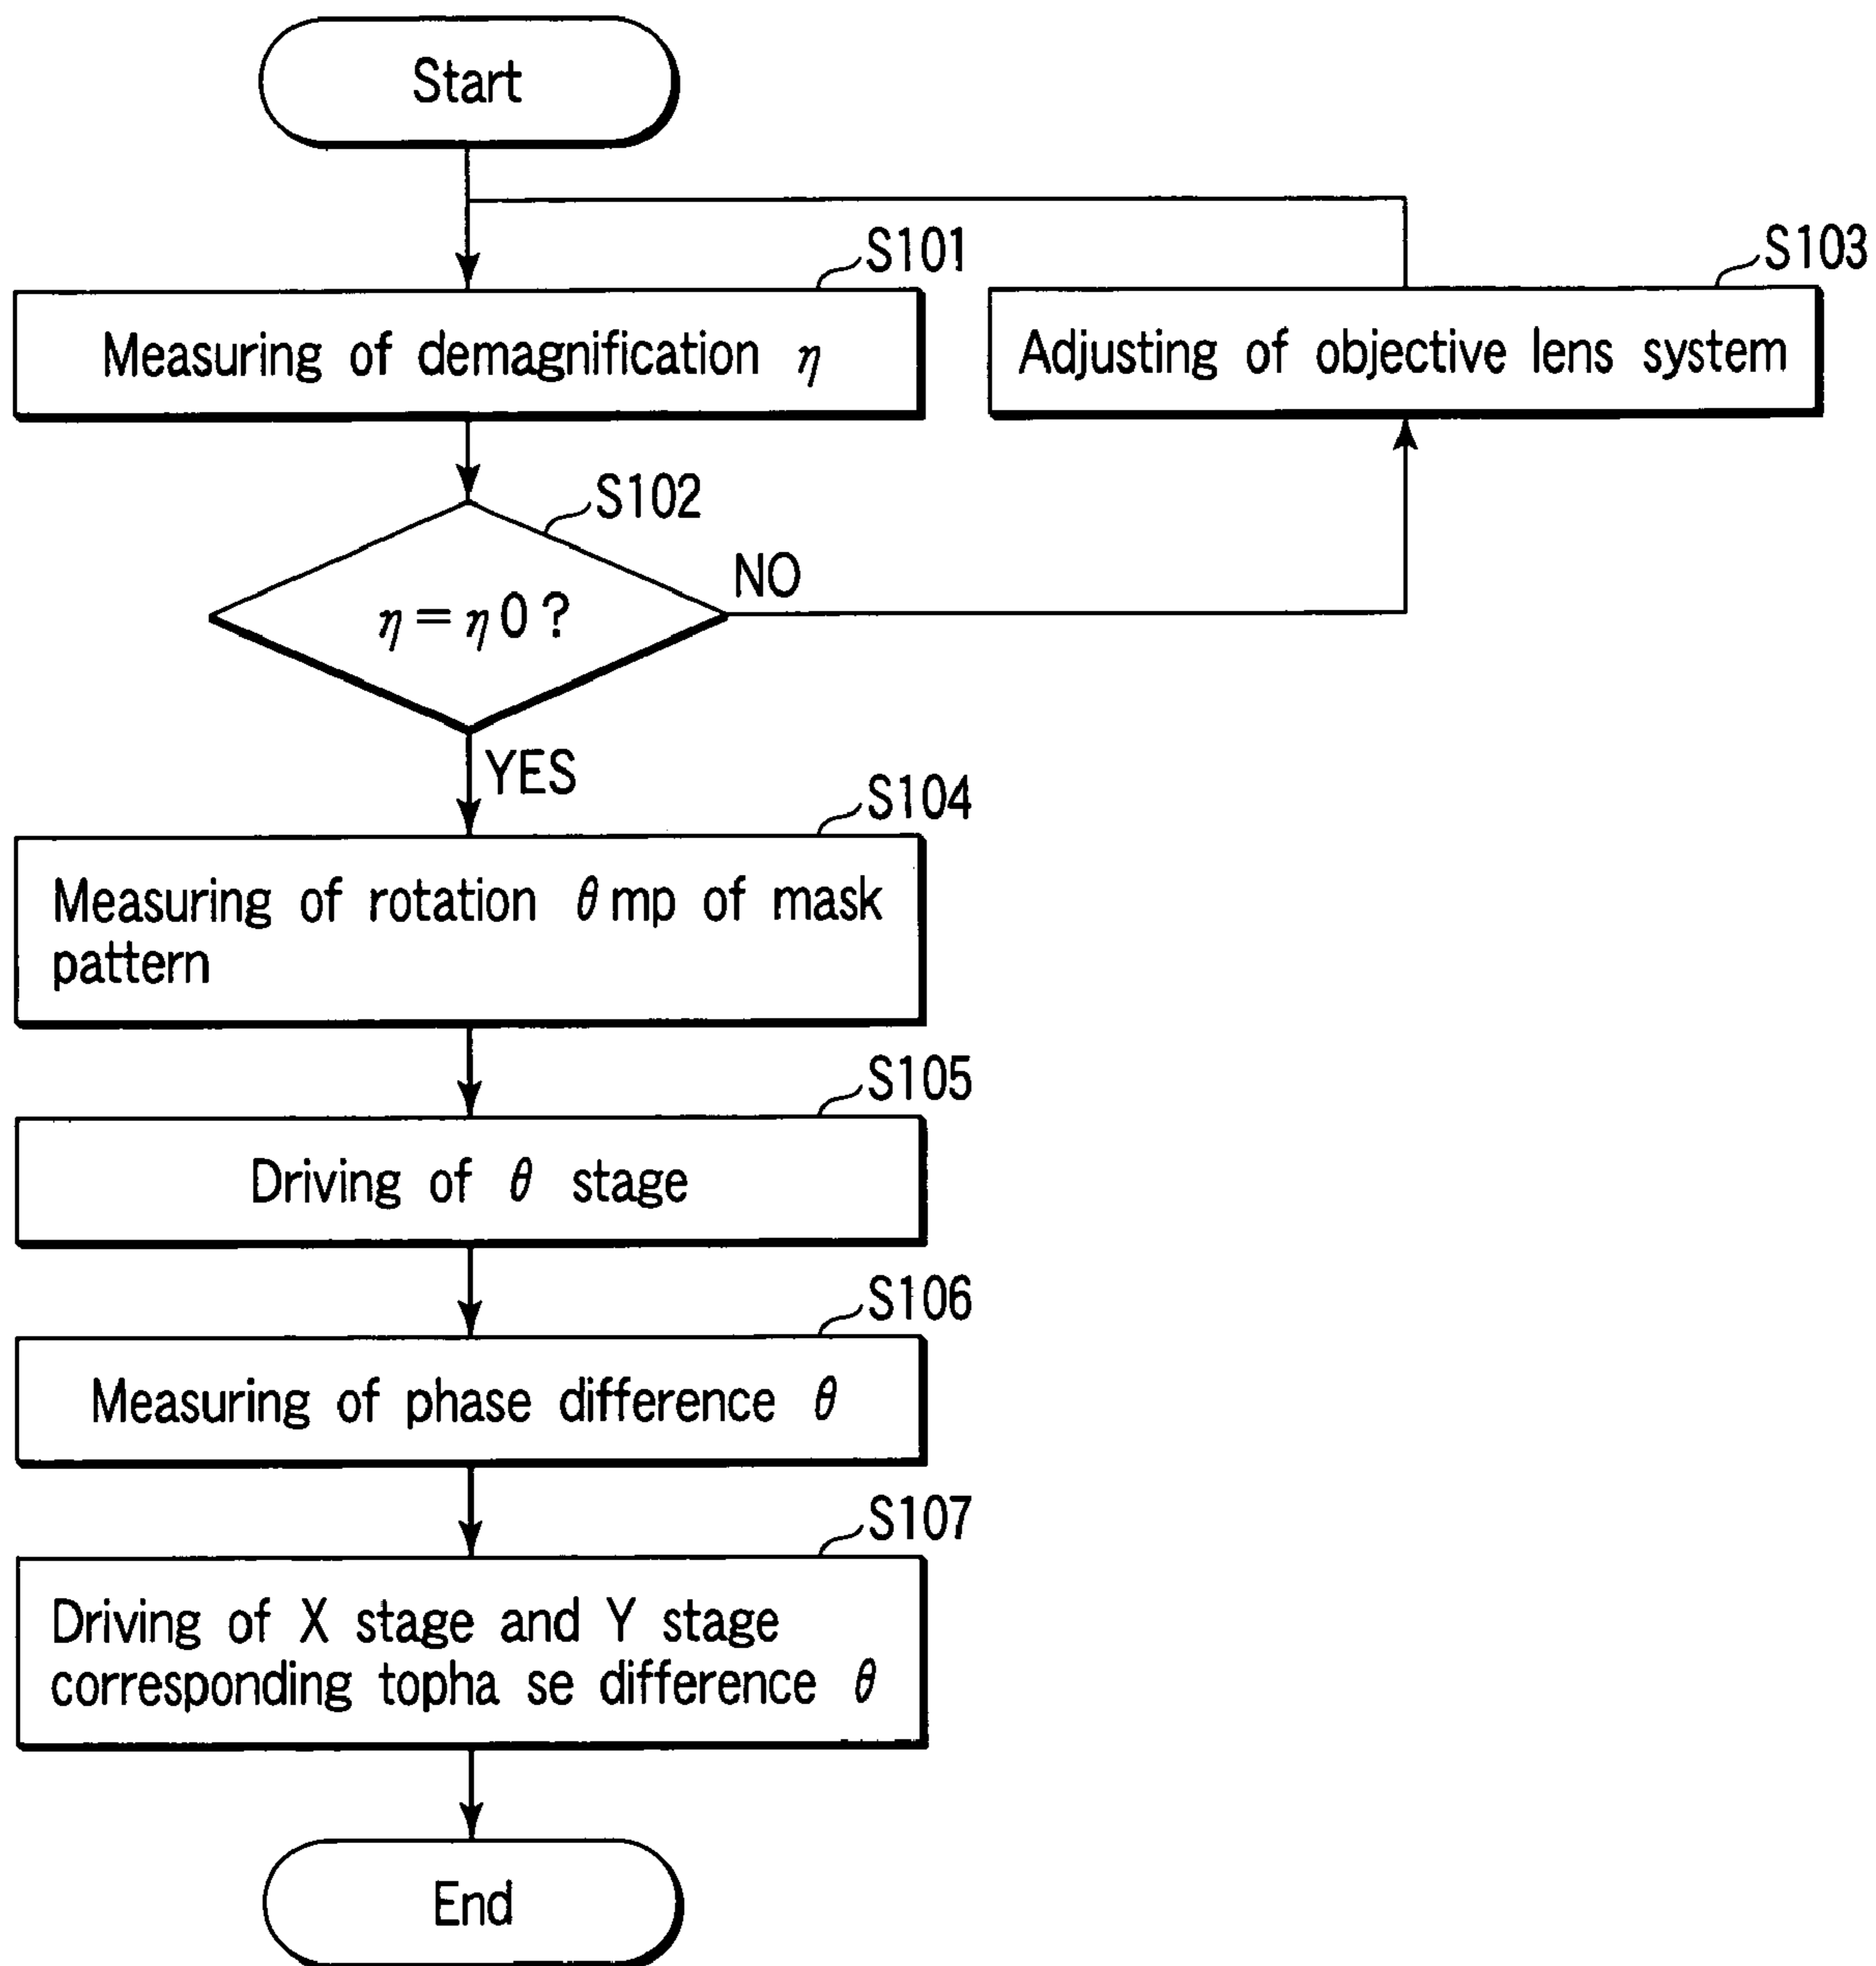 Start
S101
Measuring of demagnification η
S103
Adjusting of objective lens system
S102
η = η0 ?
NO
YES
S104
Measuring of rotation θmp of mask
pattern
S105
Driving of θ stage
S106
Measuring of phase difference θ
S107
Driving of X stage and Y stage
corresponding topha se difference θ
End